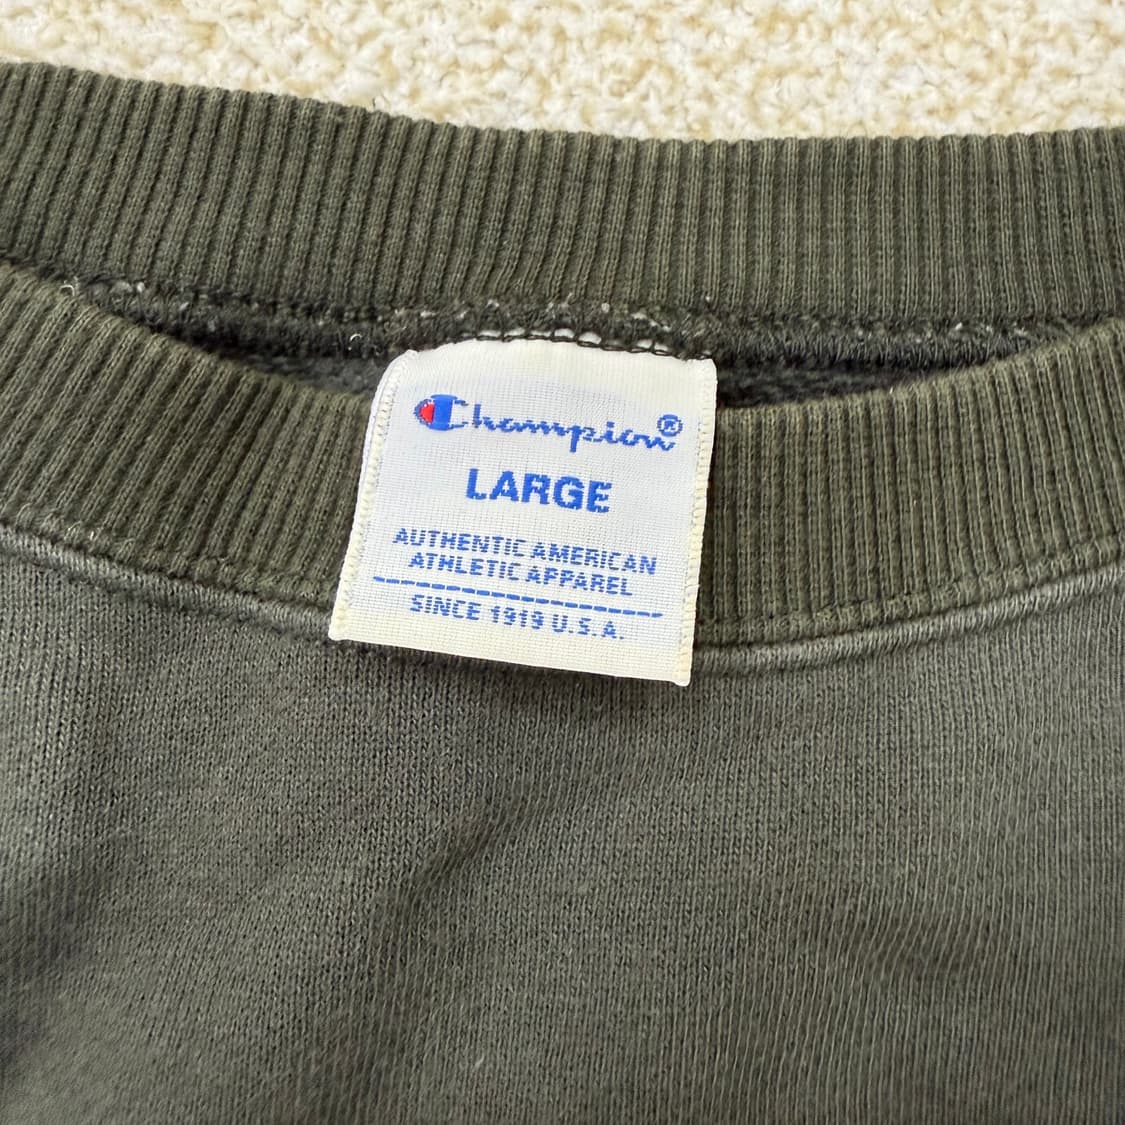 Champion®
LARGE
AUTHENTIC AMERICAN
ATHLETIC APPAREL
SINCE 1919 U.S.A.